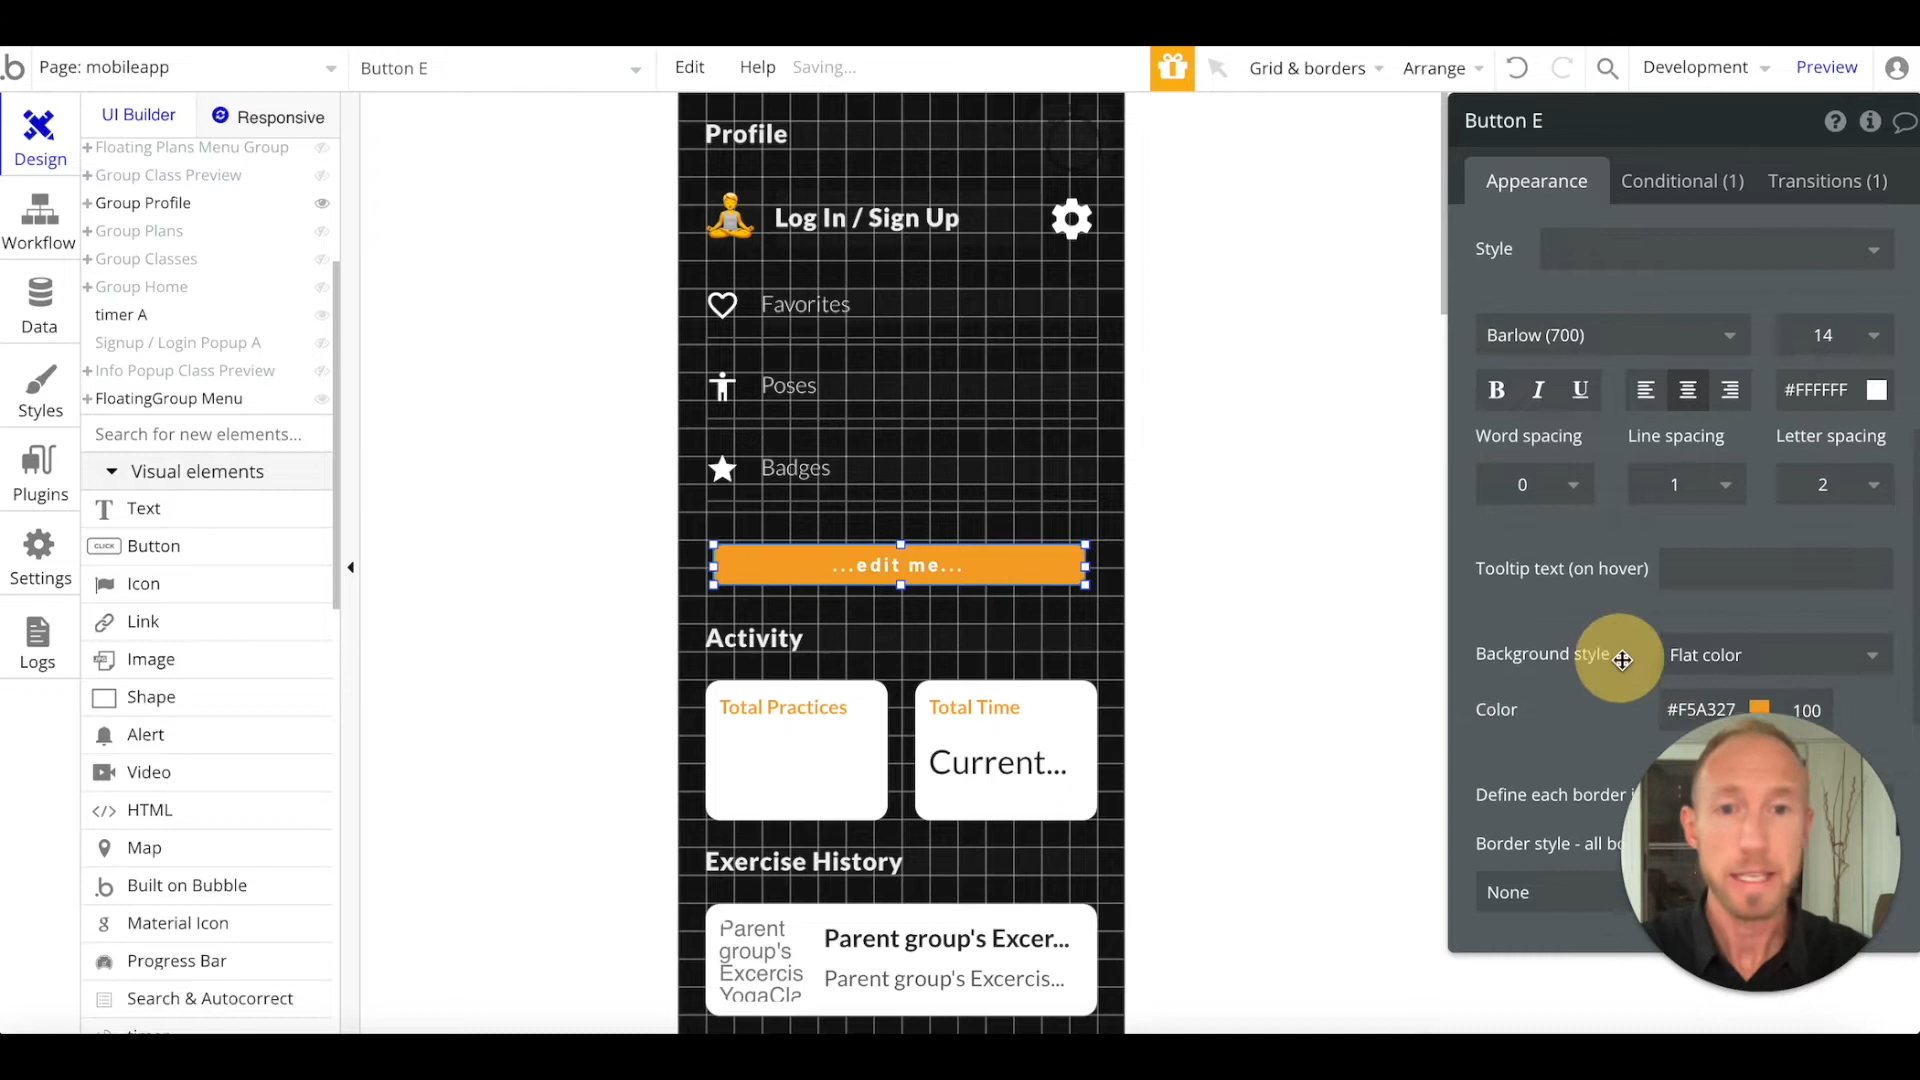 Page: mobileapp
Button E
Edit
Help
Saving...
Grid & borders
Arrange
Development
Preview
UI Builder
Responsive
Design
Workflow
Data
Styles
Plugins
Settings
Logs
Floating Plans Menu Group
Group Class Preview
Group Profile
Group Plans
Group Classes
Group Home
timer A
Signup / Login Popup A
Info Popup Class Preview
FloatingGroup Menu
Search for new elements...
Visual elements
Text
CLICK
Button
Icon
Link
Image
Shape
Alert
Video
HTML
Map
Built on Bubble
Material Icon
Progress Bar
Search & Autocorrect
Profile
Log In / Sign Up
Favorites
Poses
Badges
...edit me...
Activity
Total Practices
Total Time
Current...
Exercise History
Parent
group's
Excercis
YogaCla
Parent group's Excer...
Parent group's Excercis...
Button E
Appearance
Conditional (1)
Transitions (1)
Style
Barlow (700)
14
B I U
#FFFFFF
Word spacing
Line spacing
Letter spacing
0
1
2
Tooltip text (on hover)
Background style
Flat color
Color
#F5A327
100
Define each border
Border style - all bo
None